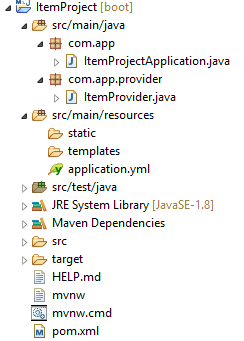 ItemProject [boot]
src/main/java
com.app
ItemProjectApplication.java
com.app.provider
ItemProvider.java
src/main/resources
static
templates
application.yml
src/test/java
JRE System Library [JavaSE-1.8]
Maven Dependencies
src
target
HELP.md
mvnw
mvnw.cmd
pom.xml